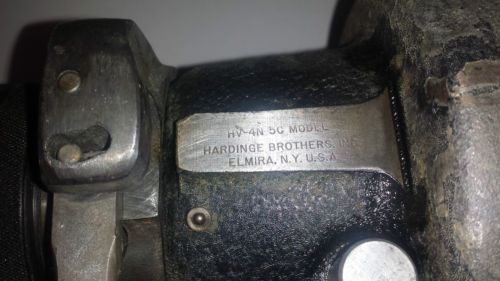 HV-4N 5C MODEL
HARDINGE BROTHERS, INC.
ELMIRA, N.Y. U.S.A.